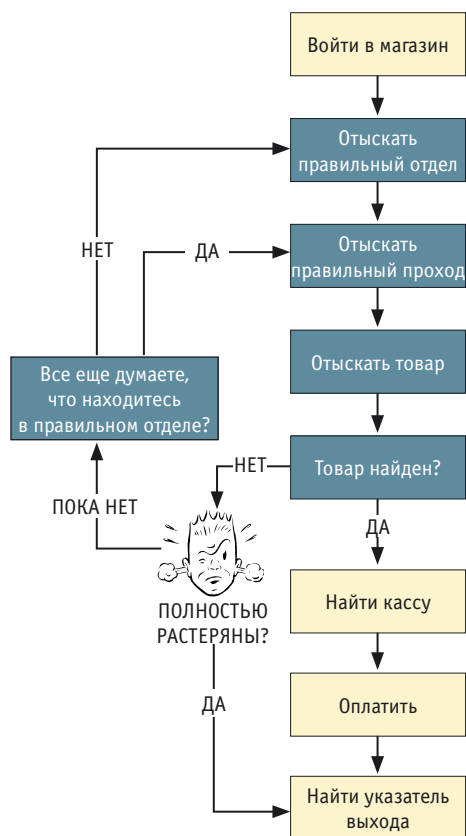 Войти в магазин
Отыскать
правильный отдел
НЕТ
ДА
Отыскать
правильный проход
Все еще думаете,
что находитесь
в правильном отделе?
Отыскать товар
Товар найден?
НЕТ
ПОКА НЕТ
ДА
ПОЛНОСТЬЮ
РАСТЕРЯНЫ?
Найти кассу
ДА
Оплатить
Найти указатель
выхода